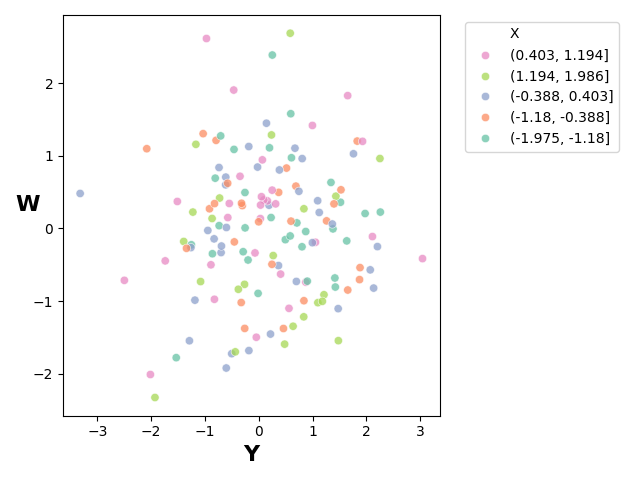 X
(0.403, 1.194]
(1.194, 1.986]
(-0.388, 0.403]
(-1.18, -0.388]
(-1.975, -1.18]
W
2
1
0
−1
−2
−3 −2 −1 0 1 2 3
Y